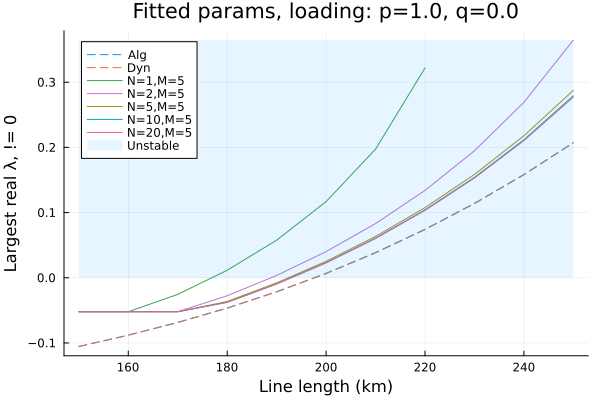 Fitted params, loading: p=1.0, q=0.0
Largest real λ, != 0
0.3
0.2
0.1
0.0
−0.1
Alg
Dyn
N=1,M=5
N=2,M=5
N=5,M=5
N=10,M=5
N=20,M=5
Unstable
160
180
200
220
240
Line length (km)